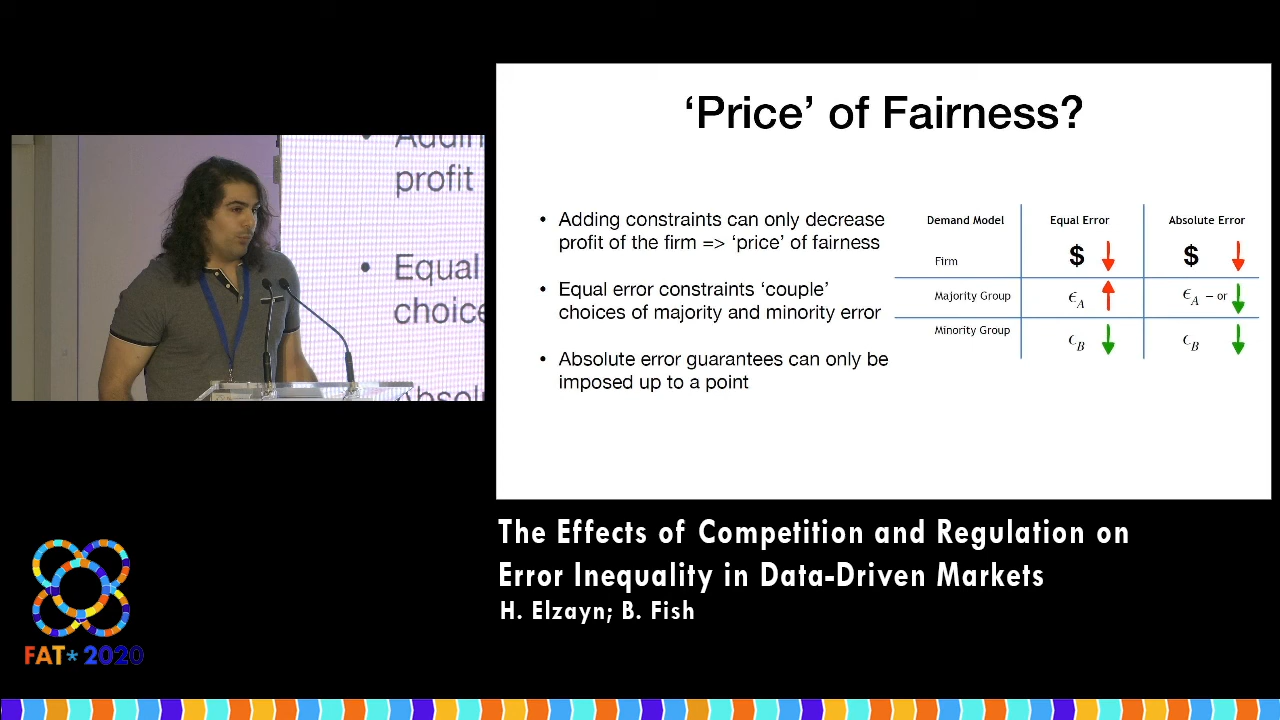 'Price' of Fairness?
• Adding constraints can only decrease
profit of the firm => 'price' of fairness
• Equal error constraints 'couple'
choices of majority and minority error
• Absolute error guarantees can only be
imposed up to a point
Demand Model Equal Error Absolute Error
Firm $ ↓ $ ↓
Majority Group ϵA ↑ ϵA – or ↓
Minority Group ϵB ↓ ϵB ↓
profit
• Equal
choice
The Effects of Competition and Regulation on
Error Inequality in Data-Driven Markets
H. Elzayn; B. Fish
FAT* 2020